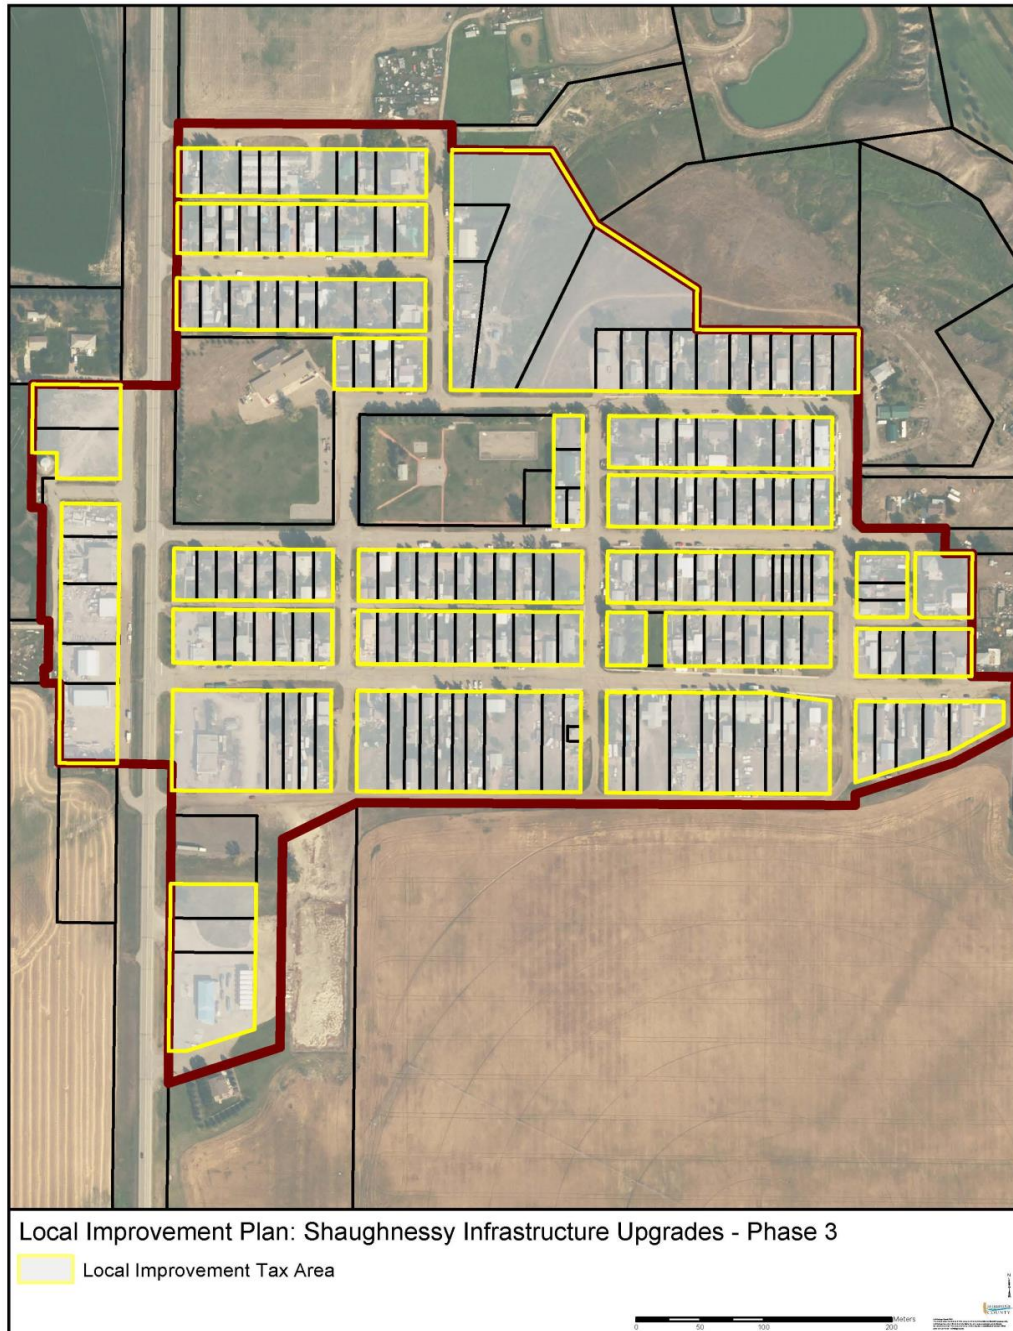 Local Improvement Plan: Shaughnessy Infrastructure Upgrades - Phase 3
Local Improvement Tax Area
Meters
0 50 100 200